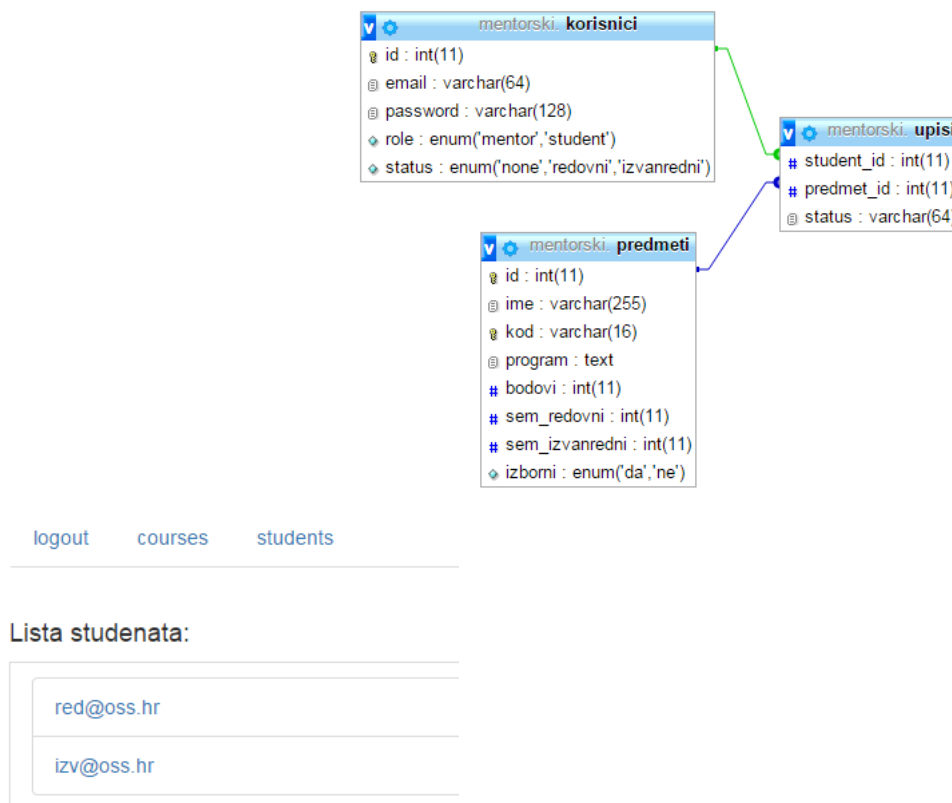 v mentorski. korisnici
id : int(11)
email : varchar(64)
password : varchar(128)
role : enum('mentor','student')
status : enum('none','redovni','izvanredni')
v mentorski. upisi
# student_id : int(11)
# predmet_id : int(11)
status : varchar(64
v mentorski. predmeti
id : int(11)
ime : varchar(255)
kod : varchar(16)
program : text
# bodovi : int(11)
# sem_redovni : int(11)
# sem_izvanredni : int(11)
izborni : enum('da','ne')
logout courses students
Lista studenata:
red@oss.hr
izv@oss.hr